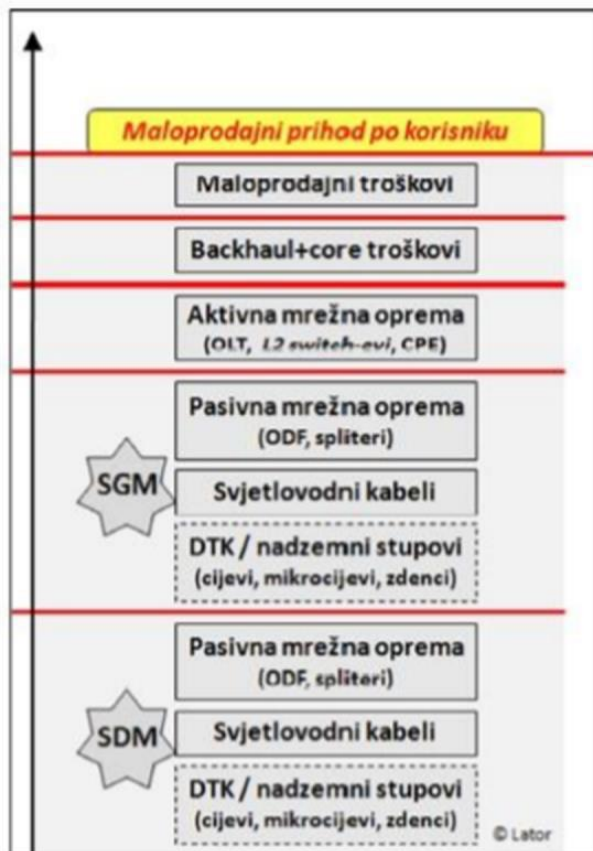 Maloprodajni prihod po korisniku
Maloprodajni troškovi
Backhaul+core troškovi
Aktivna mrežna oprema
(OLT, L2 switch-evi, CPE)
Pasivna mrežna oprema
(ODF, spliteri)
SGM
Svjetlovodni kabeli
DTK / nadzemni stupovi
(cijevi, mikrocijevi, zdenci)
Pasivna mrežna oprema
(ODF, spliteri)
SDM
Svjetlovodni kabeli
DTK / nadzemni stupovi
(cijevi, mikrocijevi, zdenci)
© Lator